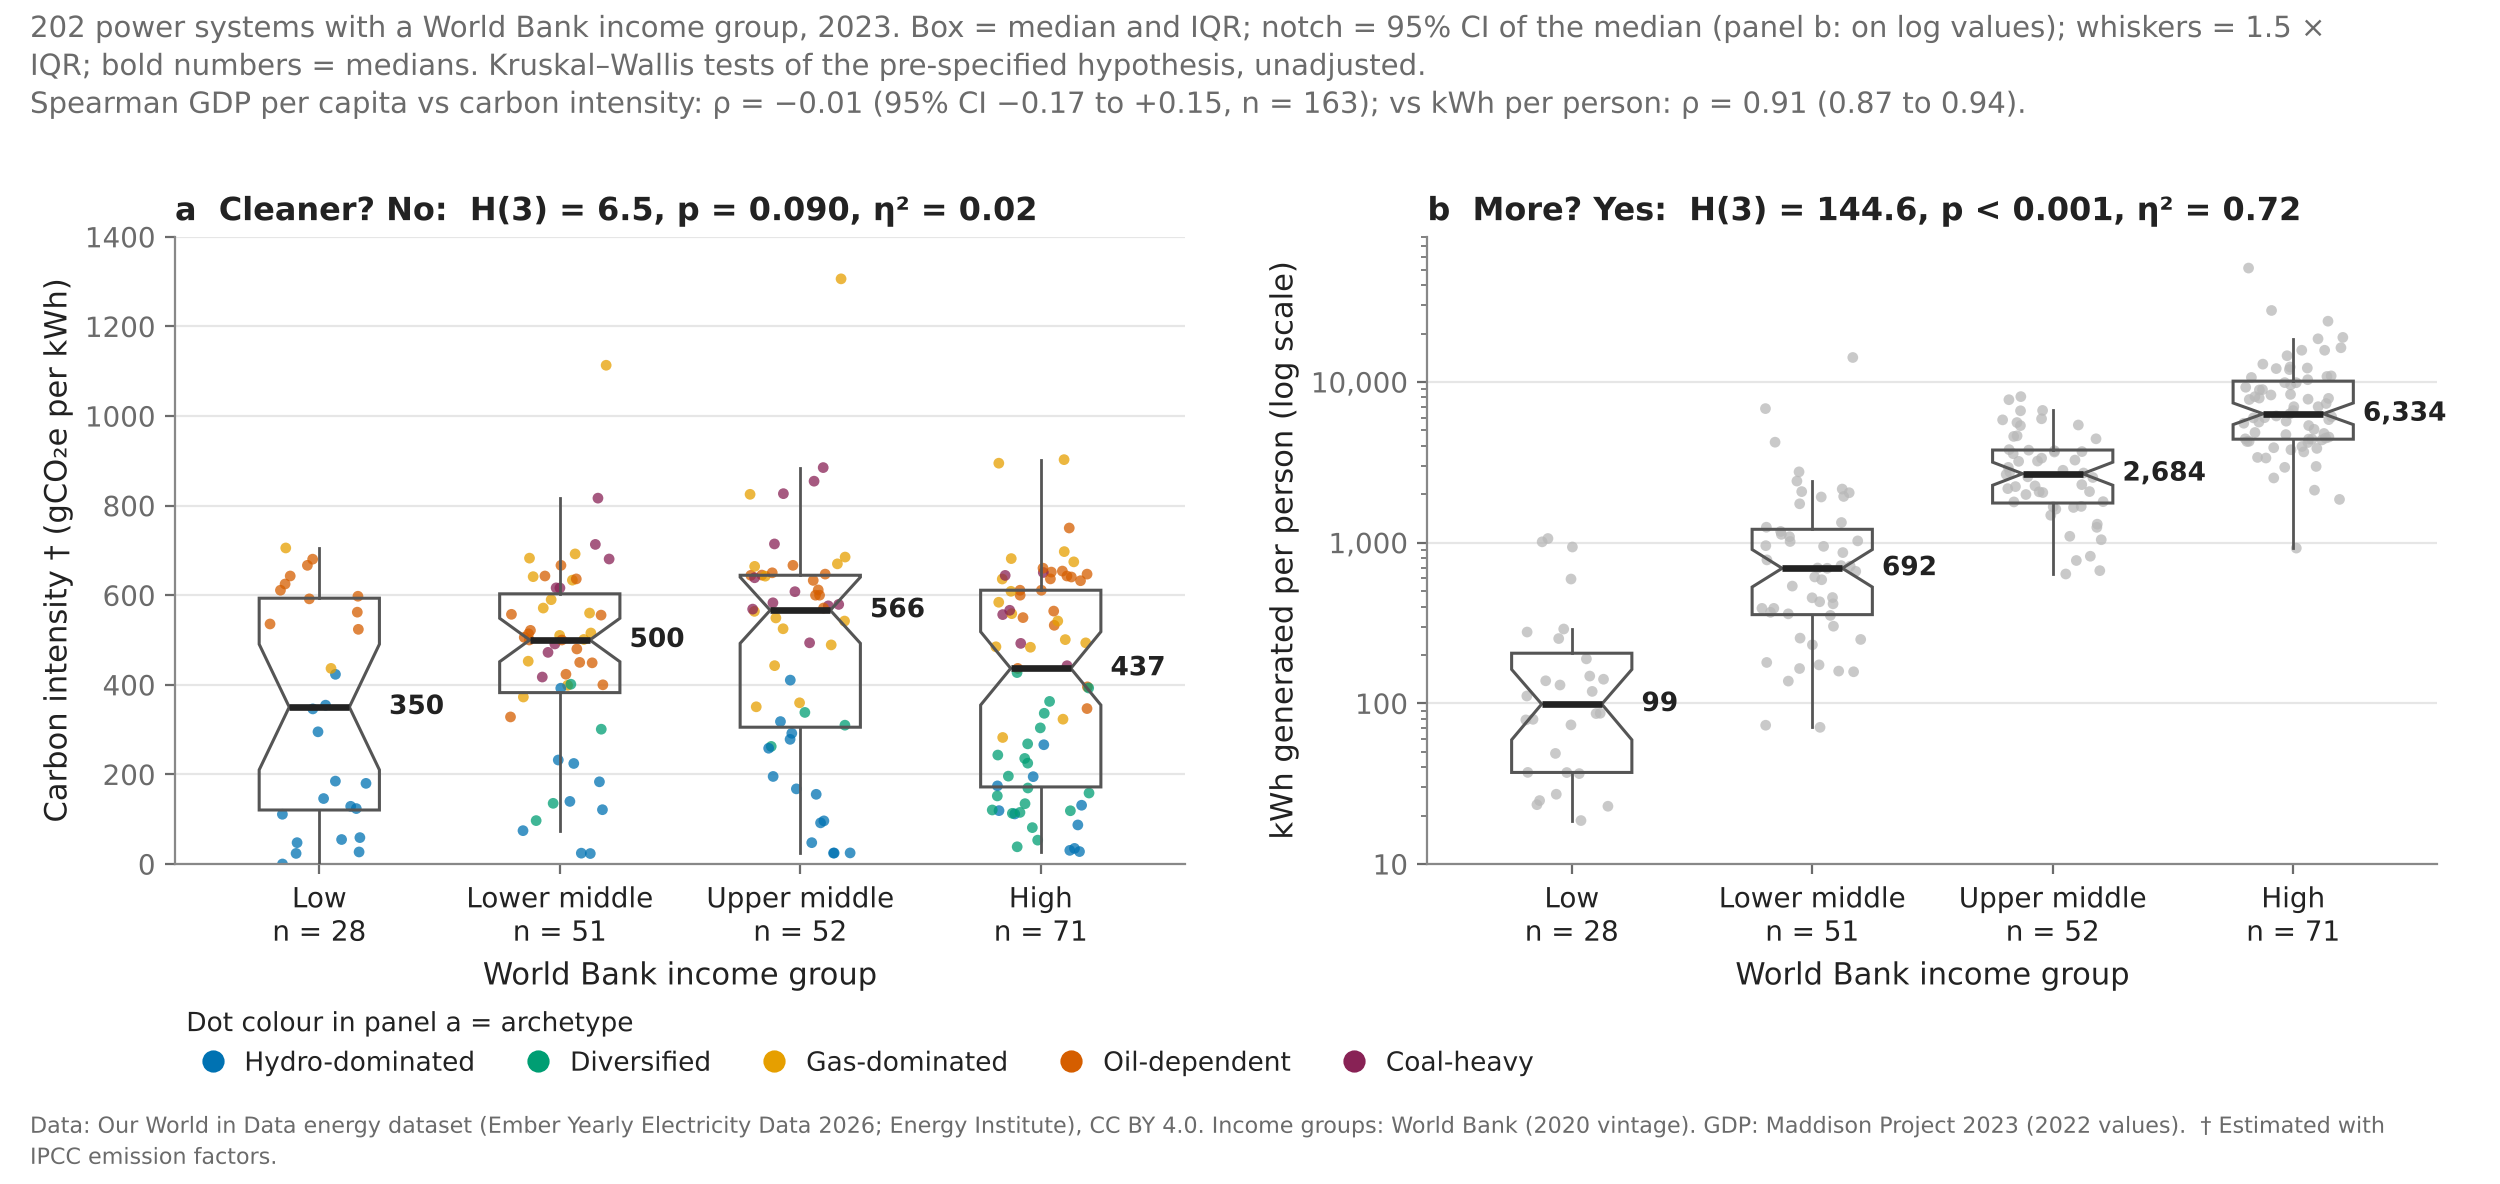 202 power systems with a World Bank income group, 2023. Box = median and IQR; notch = 95% CI of the median (panel b: on log values); whiskers = 1.5 ×
IQR; bold numbers = medians. Kruskal–Wallis tests of the pre-specified hypothesis, unadjusted.
Spearman GDP per capita vs carbon intensity: ρ = −0.01 (95% CI −0.17 to +0.15, n = 163); vs kWh per person: ρ = 0.91 (0.87 to 0.94).
a Cleaner? No: H(3) = 6.5, p = 0.090, η² = 0.02
Carbon intensity † (gCO₂e per kWh)
1400
1200
1000
800
600
400
200
0
350
500
566
437
Low
n = 28
Lower middle
n = 51
Upper middle
n = 52
High
n = 71
World Bank income group
b More? Yes: H(3) = 144.6, p < 0.001, η² = 0.72
kWh generated per person (log scale)
10,000
1,000
100
10
99
692
2,684
6,334
Low
n = 28
Lower middle
n = 51
Upper middle
n = 52
High
n = 71
World Bank income group
Dot colour in panel a = archetype
Hydro-dominated
Diversified
Gas-dominated
Oil-dependent
Coal-heavy
Data: Our World in Data energy dataset (Ember Yearly Electricity Data 2026; Energy Institute), CC BY 4.0. Income groups: World Bank (2020 vintage). GDP: Maddison Project 2023 (2022 values). † Estimated with
IPCC emission factors.